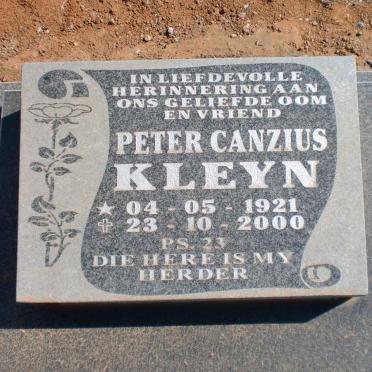 IN LIEFDEVOLLE
HERINNERING AAN
ONS GELIEFDE OOM
EN VRIEND
PETER CANZIUS
KLEYN
★ 04 - 05 - 1921
✞ 23 - 10 - 2000
PS. 23
DIE HERE IS MY
HERDER